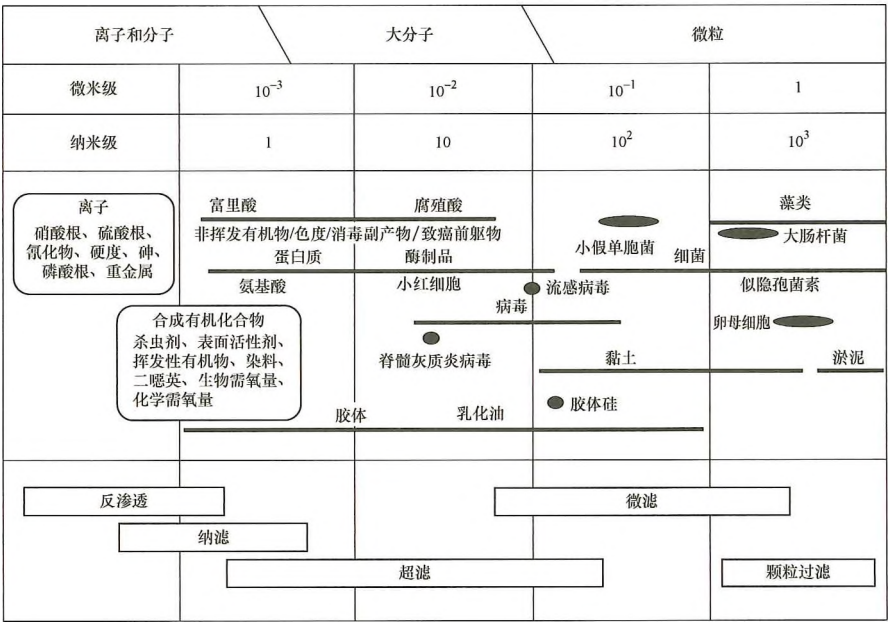 离子和分子 大分子 微粒
微米级 10⁻³ 10⁻² 10⁻¹ 1
纳米级 1 10 10² 10³
离子
硝酸根、硫酸根、
氰化物、硬度、砷、
磷酸根、重金属
富里酸 腐殖酸 藻类
非挥发有机物/色度/消毒副产物/致癌前驱物 大肠杆菌
小假单胞菌
蛋白质 酶制品 细菌
氨基酸 小红细胞 流感病毒 似隐孢菌素
病毒
合成有机化合物
杀虫剂、表面活性剂、
挥发性有机物、染料、
二噁英、生物需氧量、
化学需氧量
卵母细胞
脊髓灰质炎病毒 黏土 淤泥
胶体 乳化油 胶体硅
反渗透 微滤
纳滤
超滤 颗粒过滤